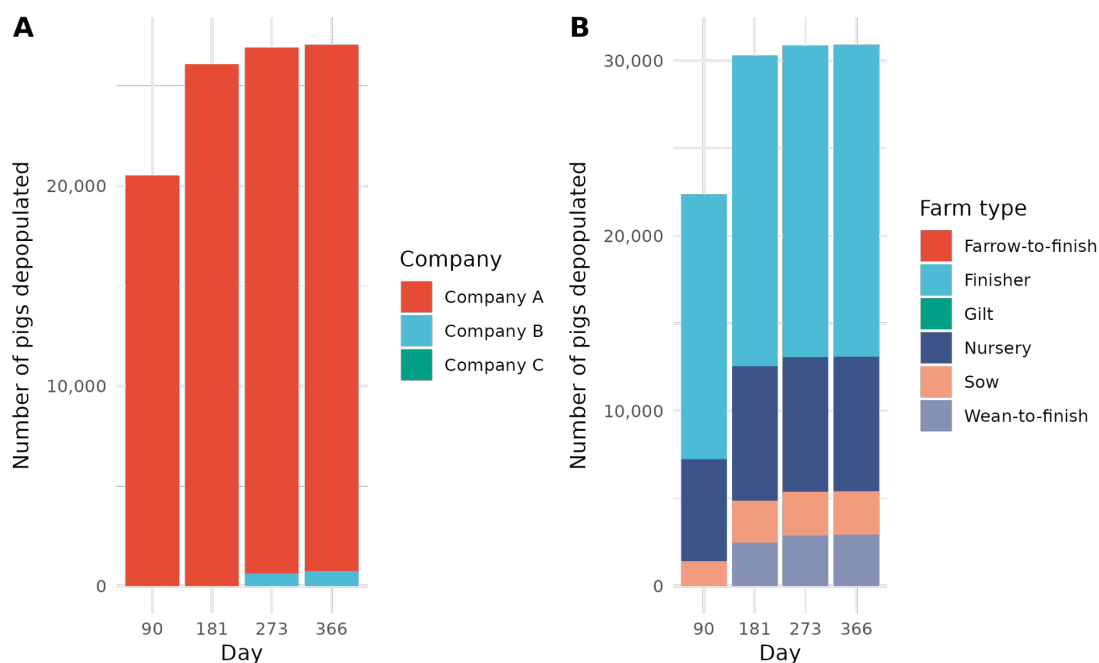 A
Number of pigs depopulated
20,000
10,000
0
90 181 273 366
Day
Company
Company A
Company B
Company C
B
Number of pigs depopulated
30,000
20,000
10,000
0
90 181 273 366
Day
Farm type
Farrow-to-finish
Finisher
Gilt
Nursery
Sow
Wean-to-finish